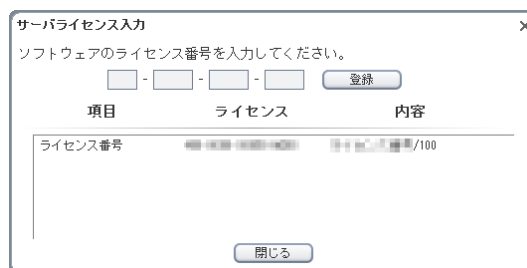 サーバライセンス入力
ソフトウェアのライセンス番号を入力してください。
- - - 登録
項目 ライセンス 内容
ライセンス番号 /100
閉じる